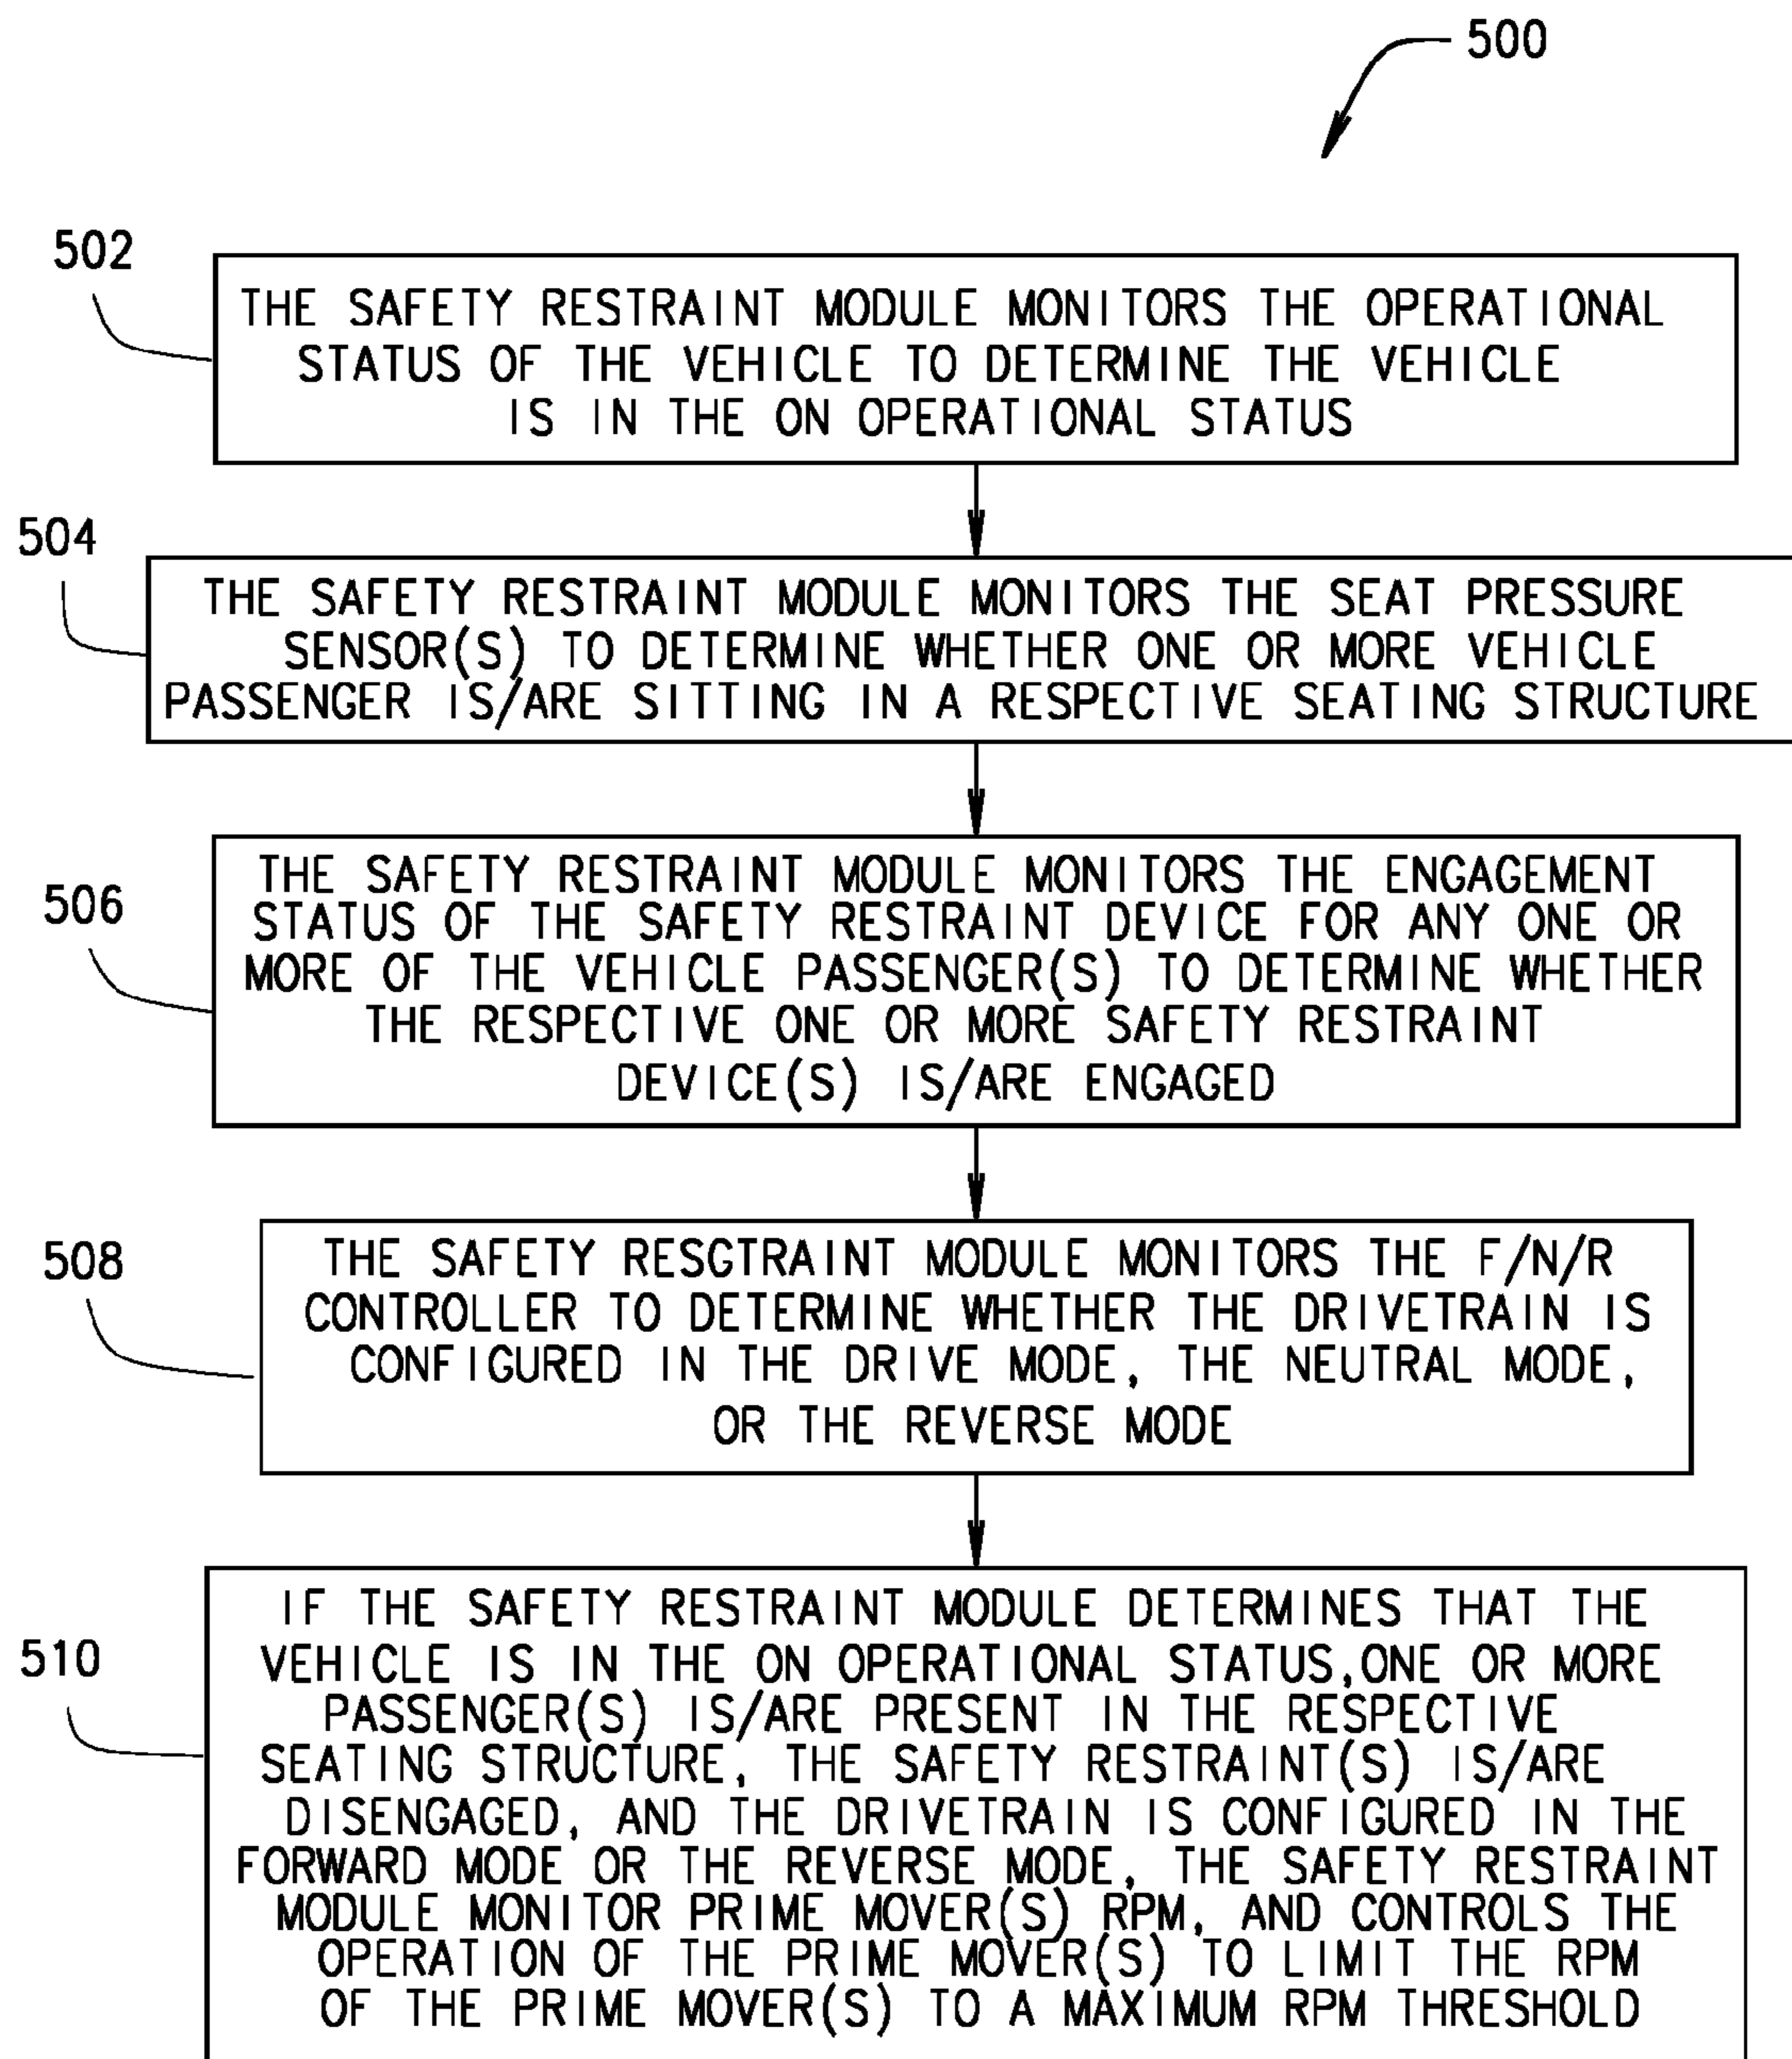 500
502
THE SAFETY RESTRAINT MODULE MONITORS THE OPERATIONAL
STATUS OF THE VEHICLE TO DETERMINE THE VEHICLE
IS IN THE ON OPERATIONAL STATUS
504
THE SAFETY RESTRAINT MODULE MONITORS THE SEAT PRESSURE
SENSOR(S) TO DETERMINE WHETHER ONE OR MORE VEHICLE
PASSENGER IS/ARE SITTING IN A RESPECTIVE SEATING STRUCTURE
506
THE SAFETY RESTRAINT MODULE MONITORS THE ENGAGEMENT
STATUS OF THE SAFETY RESTRAINT DEVICE FOR ANY ONE OR
MORE OF THE VEHICLE PASSENGER(S) TO DETERMINE WHETHER
THE RESPECTIVE ONE OR MORE SAFETY RESTRAINT
DEVICE(S) IS/ARE ENGAGED
508
THE SAFETY RESGTRAINT MODULE MONITORS THE F/N/R
CONTROLLER TO DETERMINE WHETHER THE DRIVETRAIN IS
CONFIGURED IN THE DRIVE MODE, THE NEUTRAL MODE,
OR THE REVERSE MODE
510
IF THE SAFETY RESTRAINT MODULE DETERMINES THAT THE
VEHICLE IS IN THE ON OPERATIONAL STATUS,ONE OR MORE
PASSENGER(S) IS/ARE PRESENT IN THE RESPECTIVE
SEATING STRUCTURE, THE SAFETY RESTRAINT(S) IS/ARE
DISENGAGED, AND THE DRIVETRAIN IS CONFIGURED IN THE
FORWARD MODE OR THE REVERSE MODE, THE SAFETY RESTRAINT
MODULE MONITOR PRIME MOVER(S) RPM, AND CONTROLS THE
OPERATION OF THE PRIME MOVER(S) TO LIMIT THE RPM
OF THE PRIME MOVER(S) TO A MAXIMUM RPM THRESHOLD